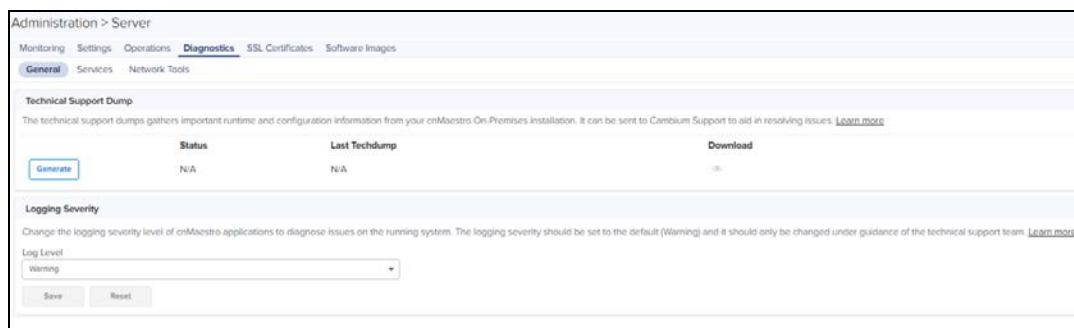 Administration > Server
Monitoring Settings Operations Diagnostics SSL Certificates Software Images
General Services Network Tools
Technical Support Dump
The technical support dumps gathers important runtime and configuration information from your cnMaestro On-Premises installation. It can be sent to Cambium Support to aid in resolving issues. Learn more
Status Last Techdump Download
Generate N/A N/A
Logging Severity
Change the logging severity level of cnMaestro applications to diagnose issues on the running system. The logging severity should be set to the default (Warning) and it should only be changed under guidance of the technical support team. Learn more
Log Level
Warning
Save Reset